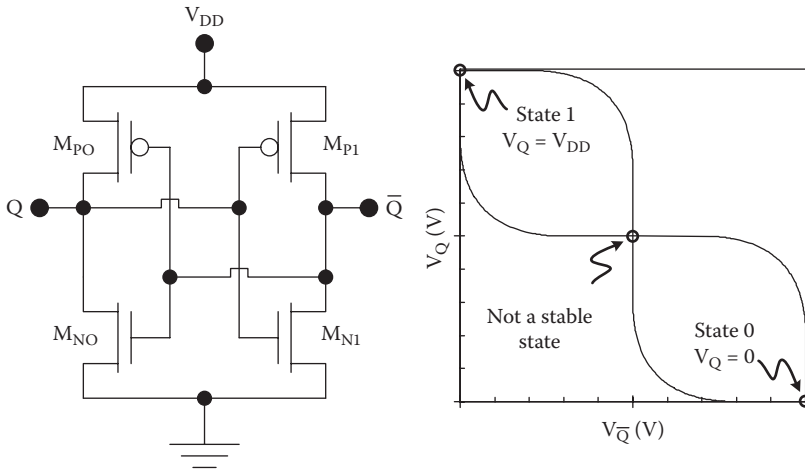 V_DD
M_PO
M_P1
Q
Q̅
M_NO
M_N1
State 1
V_Q = V_DD
V_Q (V)
Not a stable
state
State 0
V_Q = 0
V_Q̅ (V)